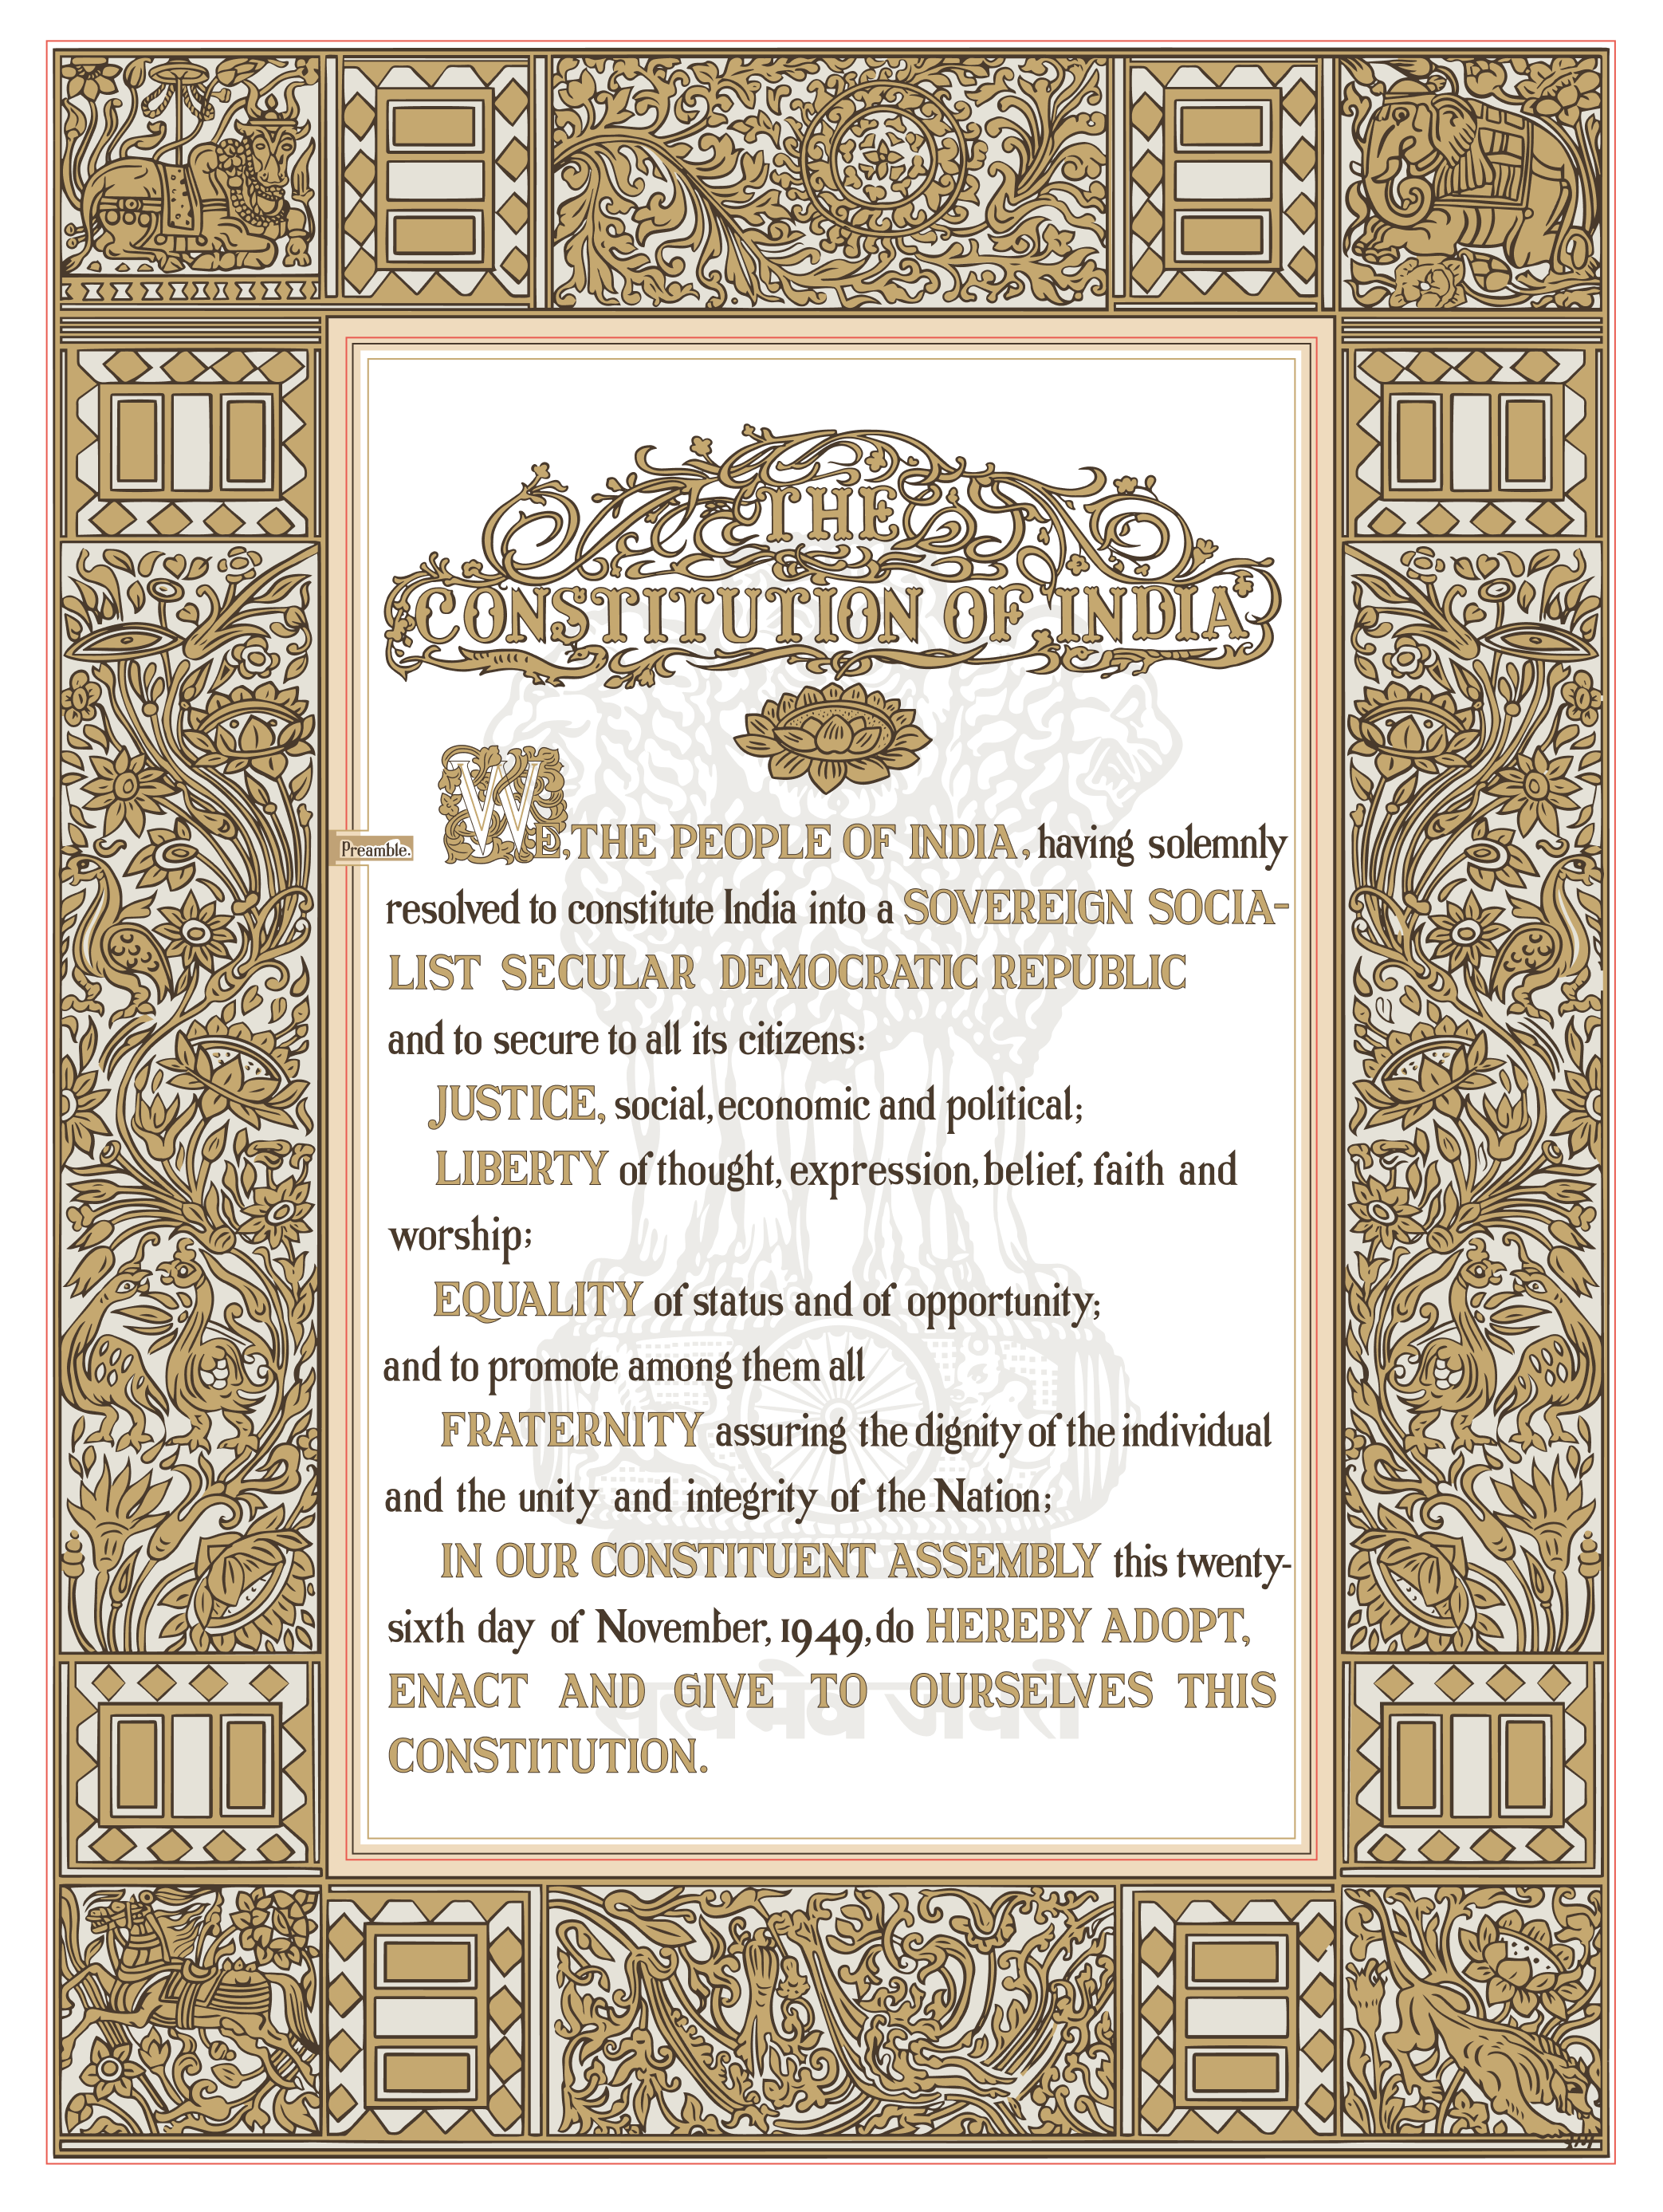 THE
CONSTITUTION OF INDIA
Preamble.
WE, THE PEOPLE OF INDIA, having solemnly
resolved to constitute India into a SOVEREIGN SOCIA-
LIST SECULAR DEMOCRATIC REPUBLIC
and to secure to all its citizens:
JUSTICE, social, economic and political;
LIBERTY of thought, expression, belief, faith and
worship;
EQUALITY of status and of opportunity;
and to promote among them all
FRATERNITY assuring the dignity of the individual
and the unity and integrity of the Nation;
IN OUR CONSTITUENT ASSEMBLY this twenty-
sixth day of November, 1949, do HEREBY ADOPT,
ENACT AND GIVE TO OURSELVES THIS
सत्यमेव जयते
CONSTITUTION.